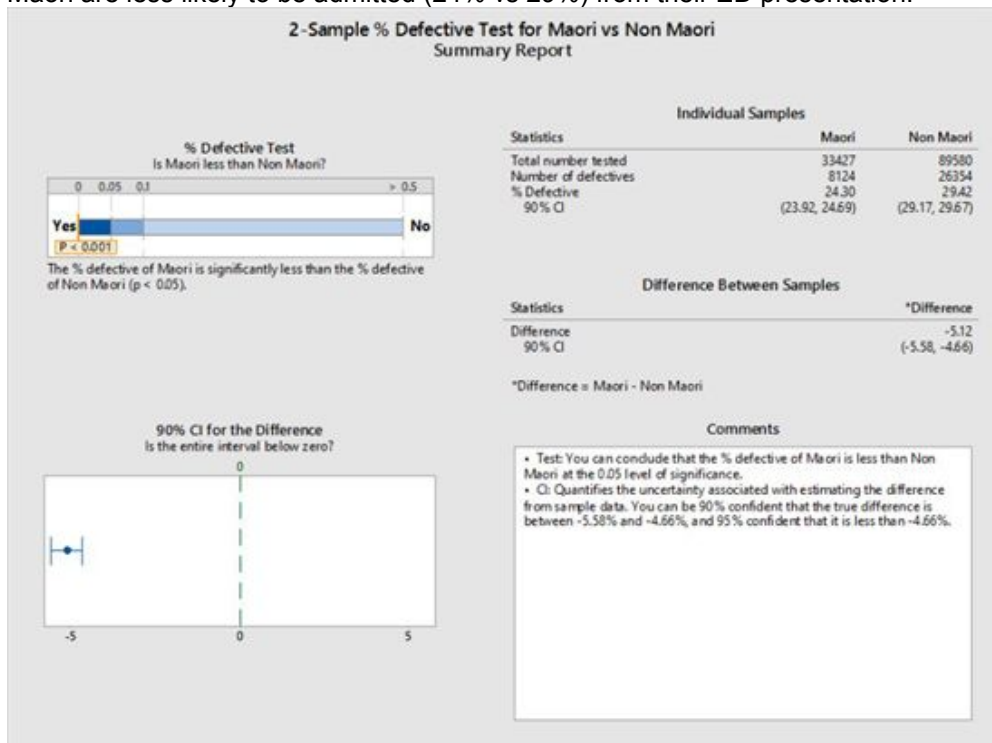 Maori are less likely to be admitted (24% vs 29%) from their ED presentation.
2-Sample % Defective Test for Maori vs Non Maori
Summary Report
% Defective Test
Is Maori less than Non Maori?
0 0.05 0.1 > 0.5
Yes No
P < 0.001
The % defective of Maori is significantly less than the % defective
of Non Maori (p < 0.05).
Individual Samples
Statistics Maori Non Maori
Total number tested 33427 89580
Number of defectives 8124 26354
% Defective 24.30 29.42
90% CI (23.92, 24.69) (29.17, 29.67)
Difference Between Samples
Statistics *Difference
Difference -5.12
90% CI (-5.58, -4.66)
*Difference = Maori - Non Maori
90% CI for the Difference
Is the entire interval below zero?
0
-5 0 5
Comments
• Test: You can conclude that the % defective of Maori is less than Non
Maori at the 0.05 level of significance.
• CI: Quantifies the uncertainty associated with estimating the difference
from sample data. You can be 90% confident that the true difference is
between -5.58% and -4.66%, and 95% confident that it is less than -4.66%.